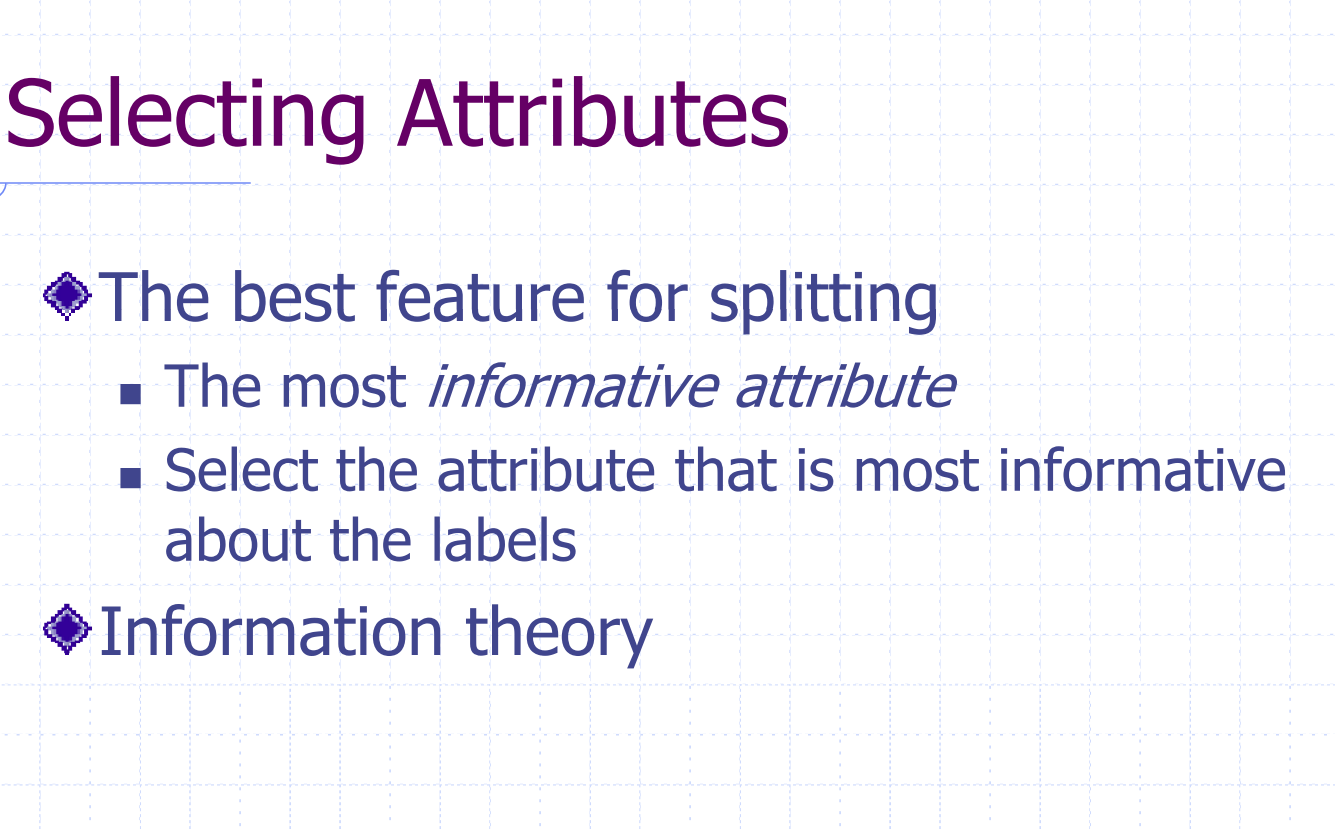 Selecting Attributes
The best feature for splitting
The most informative attribute
Select the attribute that is most informative
about the labels
Information theory